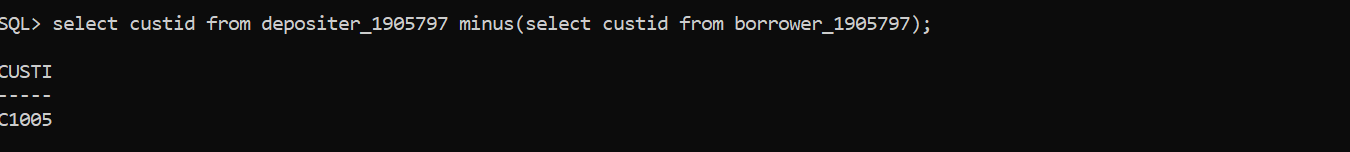 SQL> select custid from depositer_1905797 minus(select custid from borrower_1905797);
CUSTI
-----
C1005